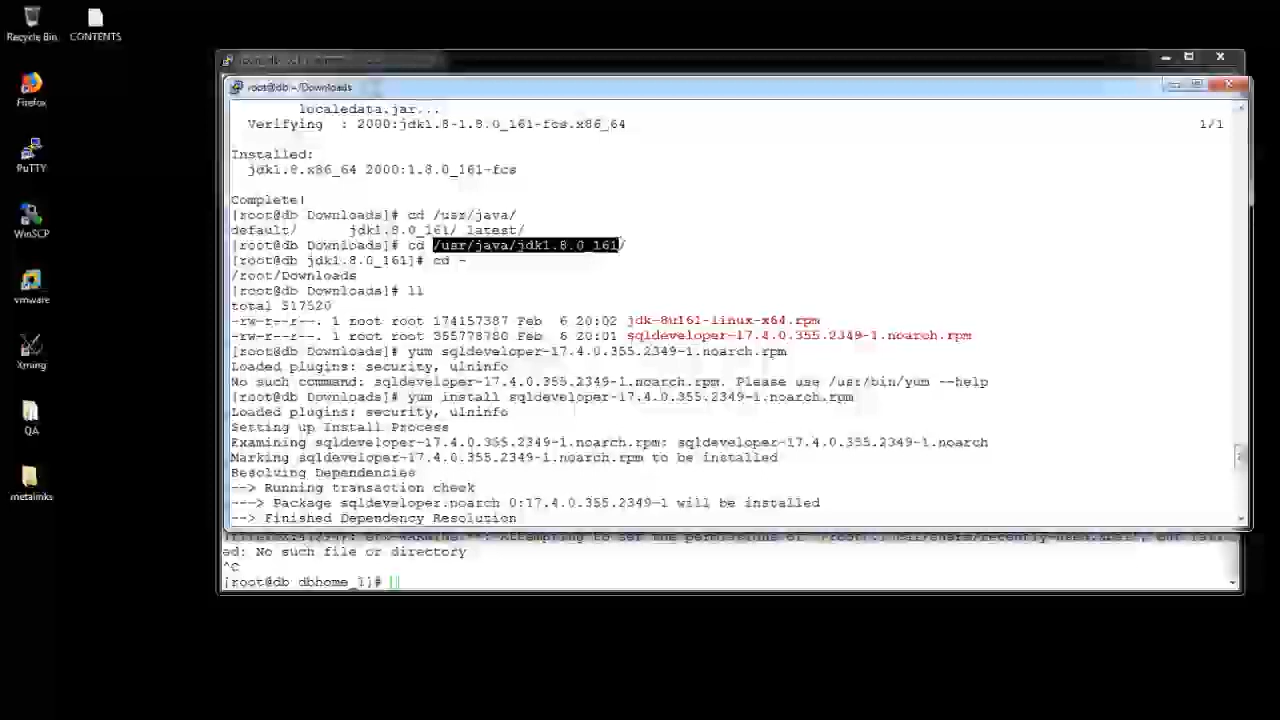 Recycle Bin
CONTENTS
Firefox
PuTTY
WinSCP
vmware
Xming
QA
metalinks
root@db:~/Downloads
localedata.jar...
Verifying : 2000:jdk1.8-1.8.0_161-fcs.x86_64 1/1
Installed:
jdk1.8.x86_64 2000:1.8.0_161-fcs
Complete!
[root@db Downloads]# cd /usr/java/
default/ jdk1.8.0_161/ latest/
[root@db Downloads]# cd /usr/java/jdk1.8.0_161/
[root@db jdk1.8.0_161]# cd -
/root/Downloads
[root@db Downloads]# ll
total 517520
-rw-r--r--. 1 root root 174157387 Feb 6 20:02 jdk-8u161-linux-x64.rpm
-rw-r--r--. 1 root root 355778780 Feb 6 20:01 sqldeveloper-17.4.0.355.2349-1.noarch.rpm
[root@db Downloads]# yum sqldeveloper-17.4.0.355.2349-1.noarch.rpm
Loaded plugins: security, ulninfo
No such command: sqldeveloper-17.4.0.355.2349-1.noarch.rpm. Please use /usr/bin/yum --help
[root@db Downloads]# yum install sqldeveloper-17.4.0.355.2349-1.noarch.rpm
Loaded plugins: security, ulninfo
Setting up Install Process
Examining sqldeveloper-17.4.0.355.2349-1.noarch.rpm: sqldeveloper-17.4.0.355.2349-1.noarch
Marking sqldeveloper-17.4.0.355.2349-1.noarch.rpm to be installed
Resolving Dependencies
--> Running transaction check
---> Package sqldeveloper.noarch 0:17.4.0.355.2349-1 will be installed
--> Finished Dependency Resolution
Attempting to set the permissions of
ed: No such file or directory
^C
[root@db dbhome_1]#